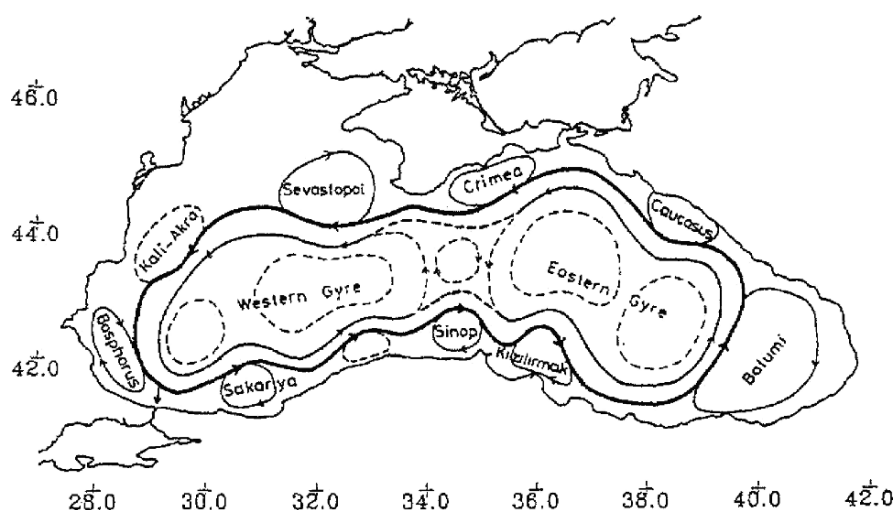 46.0
44.0
42.0
28.0 30.0 32.0 34.0 36.0 38.0 40.0 42.0
Sevastopol
Crimea
Caucasus
Kali-Akra
Western Gyre
Eastern Gyre
Bosphorus
Sakarya
Sinop
Kizilirmak
Batumi